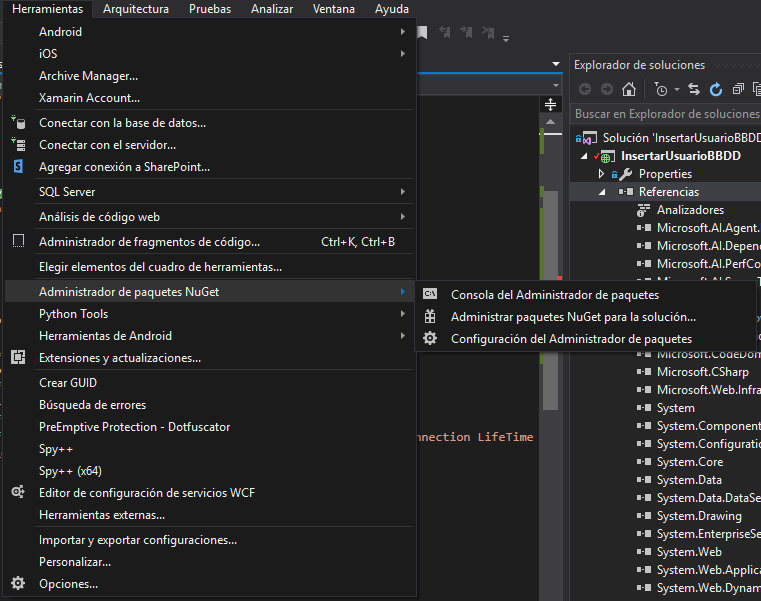 Herramientas Arquitectura Pruebas Analizar Ventana Ayuda
Android
iOS
Archive Manager...
Xamarin Account...
Conectar con la base de datos...
Conectar con el servidor...
Agregar conexión a SharePoint...
SQL Server
Análisis de código web
Administrador de fragmentos de código... Ctrl+K, Ctrl+B
Elegir elementos del cuadro de herramientas...
Administrador de paquetes NuGet
Python Tools
Herramientas de Android
Extensiones y actualizaciones...
Crear GUID
Búsqueda de errores
PreEmptive Protection - Dotfuscator
Spy++
Spy++ (x64)
Editor de configuración de servicios WCF
Herramientas externas...
Importar y exportar configuraciones...
Personalizar...
Opciones...
Consola del Administrador de paquetes
Administrar paquetes NuGet para la solución...
Configuración del Administrador de paquetes
nnection LifeTime
Explorador de soluciones
Buscar en Explorador de soluciones
Solución 'InsertarUsuarioBBDD
InsertarUsuarioBBDD
Properties
Referencias
Analizadores
Microsoft.AI.Agent.
Microsoft.AI.Depen
Microsoft.AI.PerfCo
Microsoft.CodeDom
Microsoft.CSharp
Microsoft.Web.Infra
System
System.Component
System.Configuratio
System.Core
System.Data
System.Data.DataSe
System.Drawing
System.EnterpriseSe
System.Web
System.Web.Applica
System.Web.Dynam